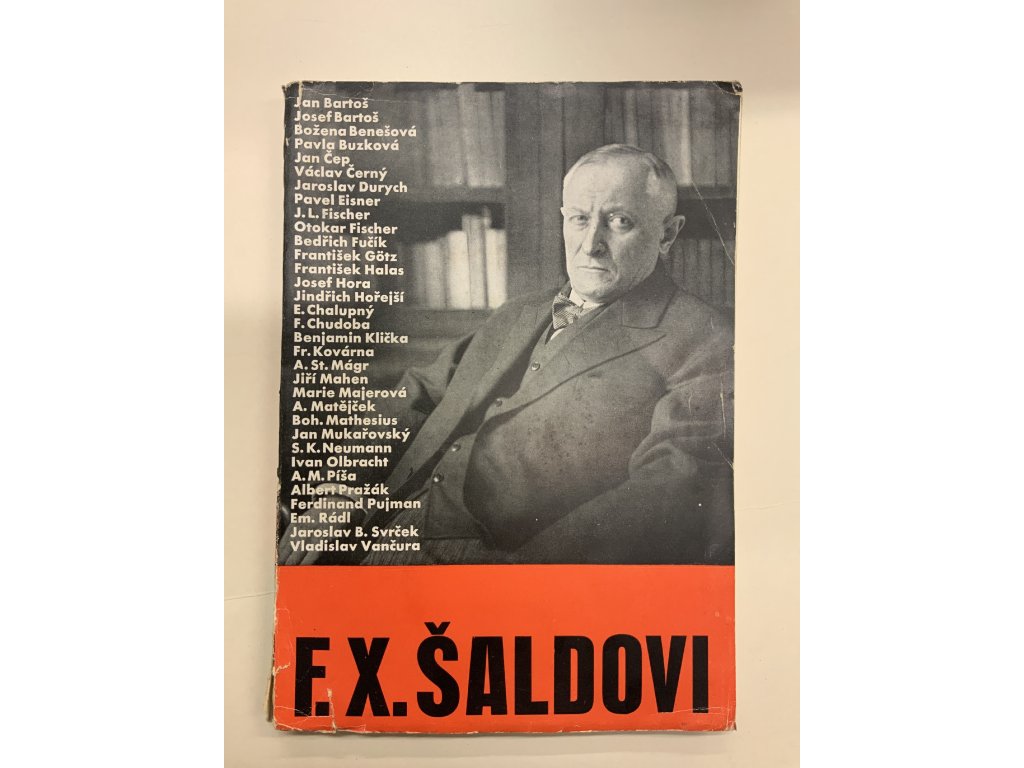 Jan Bartoš
Josef Bartoš
Božena Benešová
Pavla Buzková
Jan Čep
Václav Černý
Jaroslav Durych
Pavel Eisner
J. L. Fischer
Otokar Fischer
Bedřich Fučík
František Götz
František Halas
Josef Hora
Jindřich Hořejší
E. Chalupný
F. Chudoba
Benjamin Klička
Fr. Kovárna
A. St. Mágr
Jiří Mahen
Marie Majerová
A. Matějček
Boh. Mathesius
Jan Mukařovský
S. K. Neumann
Ivan Olbracht
A. M. Píša
Albert Pražák
Ferdinand Pujman
Em. Rádl
Jaroslav B. Svrček
Vladislav Vančura
F. X. ŠALDOVI